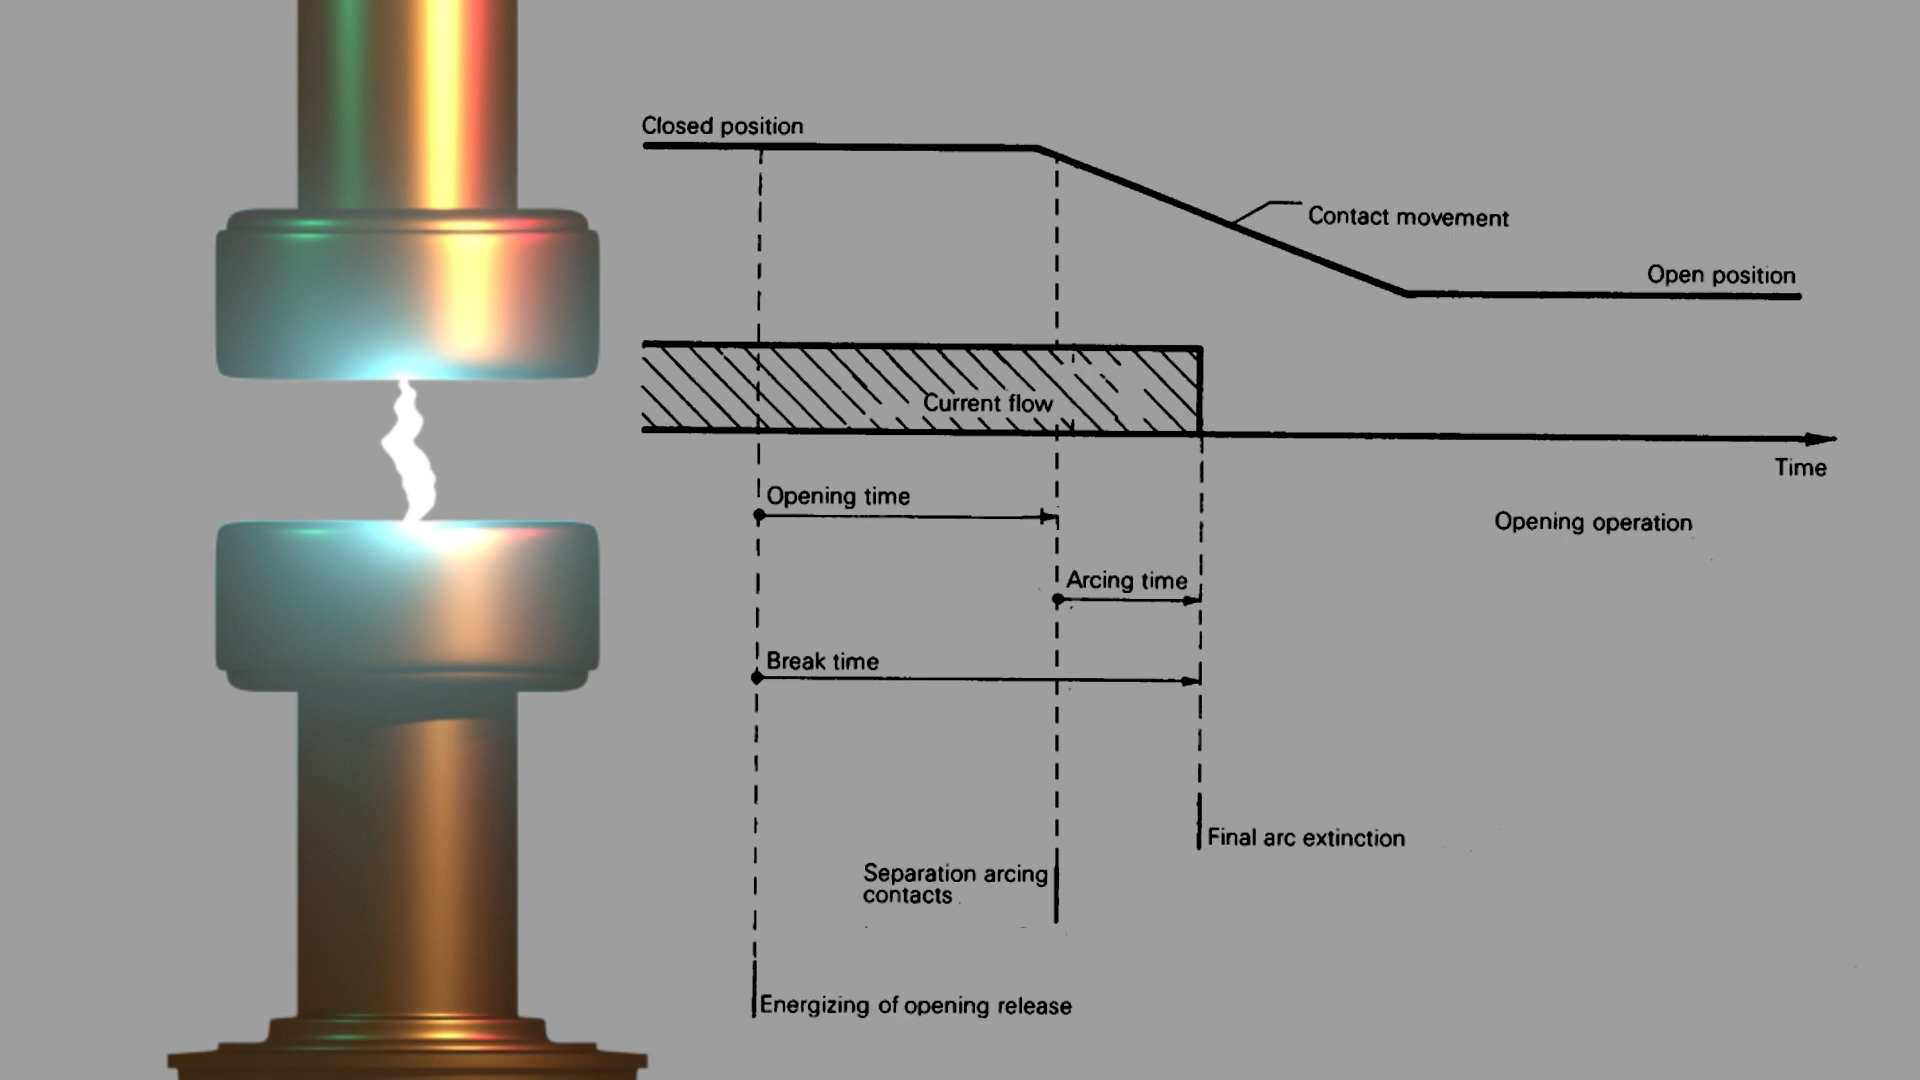 Closed position
Contact movement
Open position
Current flow
Time
Opening time
Opening operation
Arcing time
Break time
Final arc extinction
Separation arcing
contacts
Energizing of opening release